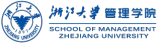 浙江大学 管理学院
SCHOOL OF MANAGEMENT
ZHEJIANG UNIVERSITY